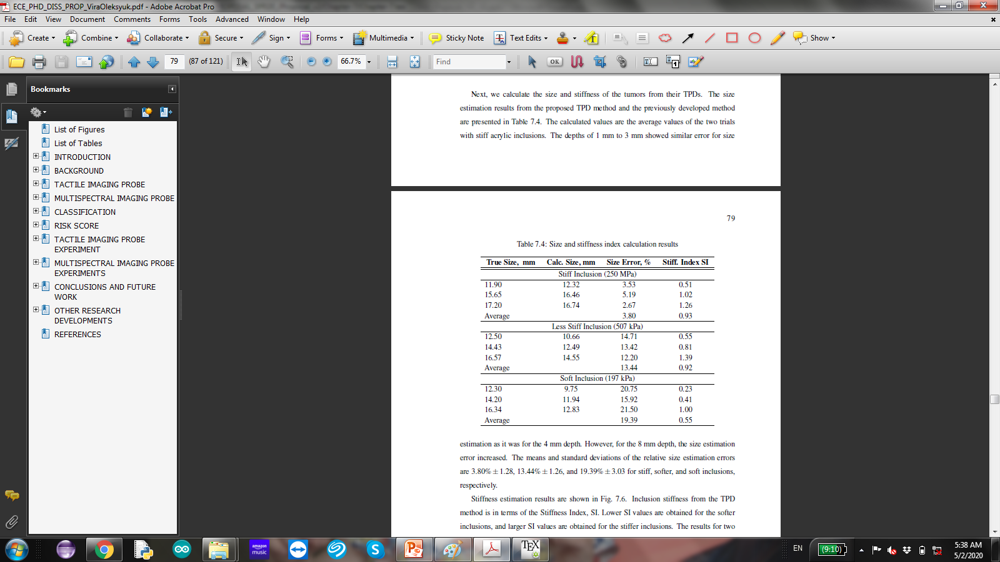 ECE_PHD_DISS_PROP_ViraOleksyuk.pdf - Adobe Acrobat Pro
File Edit View Document Comments Forms Tools Advanced Window Help
Create Combine Collaborate Secure Sign Forms Multimedia Sticky Note Text Edits Show
79 (87 of 121) 66.7% Find OK
Bookmarks
List of Figures
List of Tables
INTRODUCTION
BACKGROUND
TACTILE IMAGING PROBE
MULTISPECTRAL IMAGING PROBE
CLASSIFICATION
RISK SCORE
TACTILE IMAGING PROBE
EXPERIMENT
MULTISPECTRAL IMAGING PROBE
EXPERIMENTS
CONCLUSIONS AND FUTURE
WORK
OTHER RESEARCH
DEVELOPMENTS
REFERENCES
Next, we calculate the size and stiffness of the tumors from their TPDs. The size
estimation results from the proposed TPD method and the previously developed method
are presented in Table 7.4. The calculated values are the average values of the two trials
with stiff acrylic inclusions. The depths of 1 mm to 3 mm showed similar error for size
79
Table 7.4: Size and stiffness index calculation results
True Size, mm Calc. Size, mm Size Error, % Stiff. Index SI
Stiff Inclusion (250 MPa)
11.90 12.32 3.53 0.51
15.65 16.46 5.19 1.02
17.20 16.74 2.67 1.26
Average 3.80 0.93
Less Stiff Inclusion (507 kPa)
12.50 10.66 14.71 0.55
14.43 12.49 13.42 0.81
16.57 14.55 12.20 1.39
Average 13.44 0.92
Soft Inclusion (197 kPa)
12.30 9.75 20.75 0.23
14.20 11.94 15.92 0.41
16.34 12.83 21.50 1.00
Average 19.39 0.55
estimation as it was for the 4 mm depth. However, for the 8 mm depth, the size estimation
error increased. The means and standard deviations of the relative size estimation errors
are 3.80% ± 1.28, 13.44% ± 1.26, and 19.39% ± 3.03 for stiff, softer, and soft inclusions,
respectively.
Stiffness estimation results are shown in Fig. 7.6. Inclusion stiffness from the TPD
method is in terms of the Stiffness Index, SI. Lower SI values are obtained for the softer
inclusions, and larger SI values are obtained for the stiffer inclusions. The results for two
amazon
music
TEX
EN
(9:10)
5:38 AM
5/2/2020